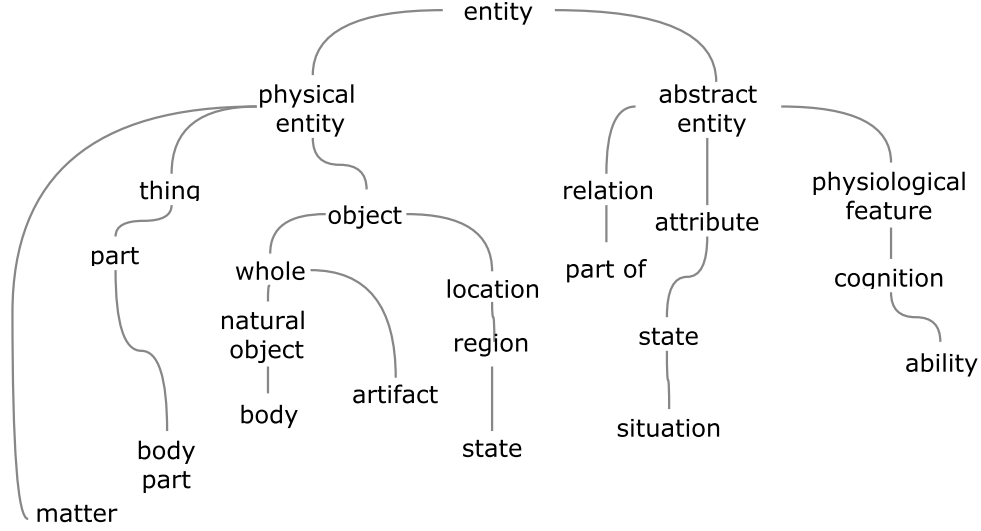 entity
physical
entity
abstract
entity
thing
relation
physiological
feature
object
attribute
part
whole
location
part of
cognition
natural
object
region
state
ability
artifact
body
situation
body
part
state
matter